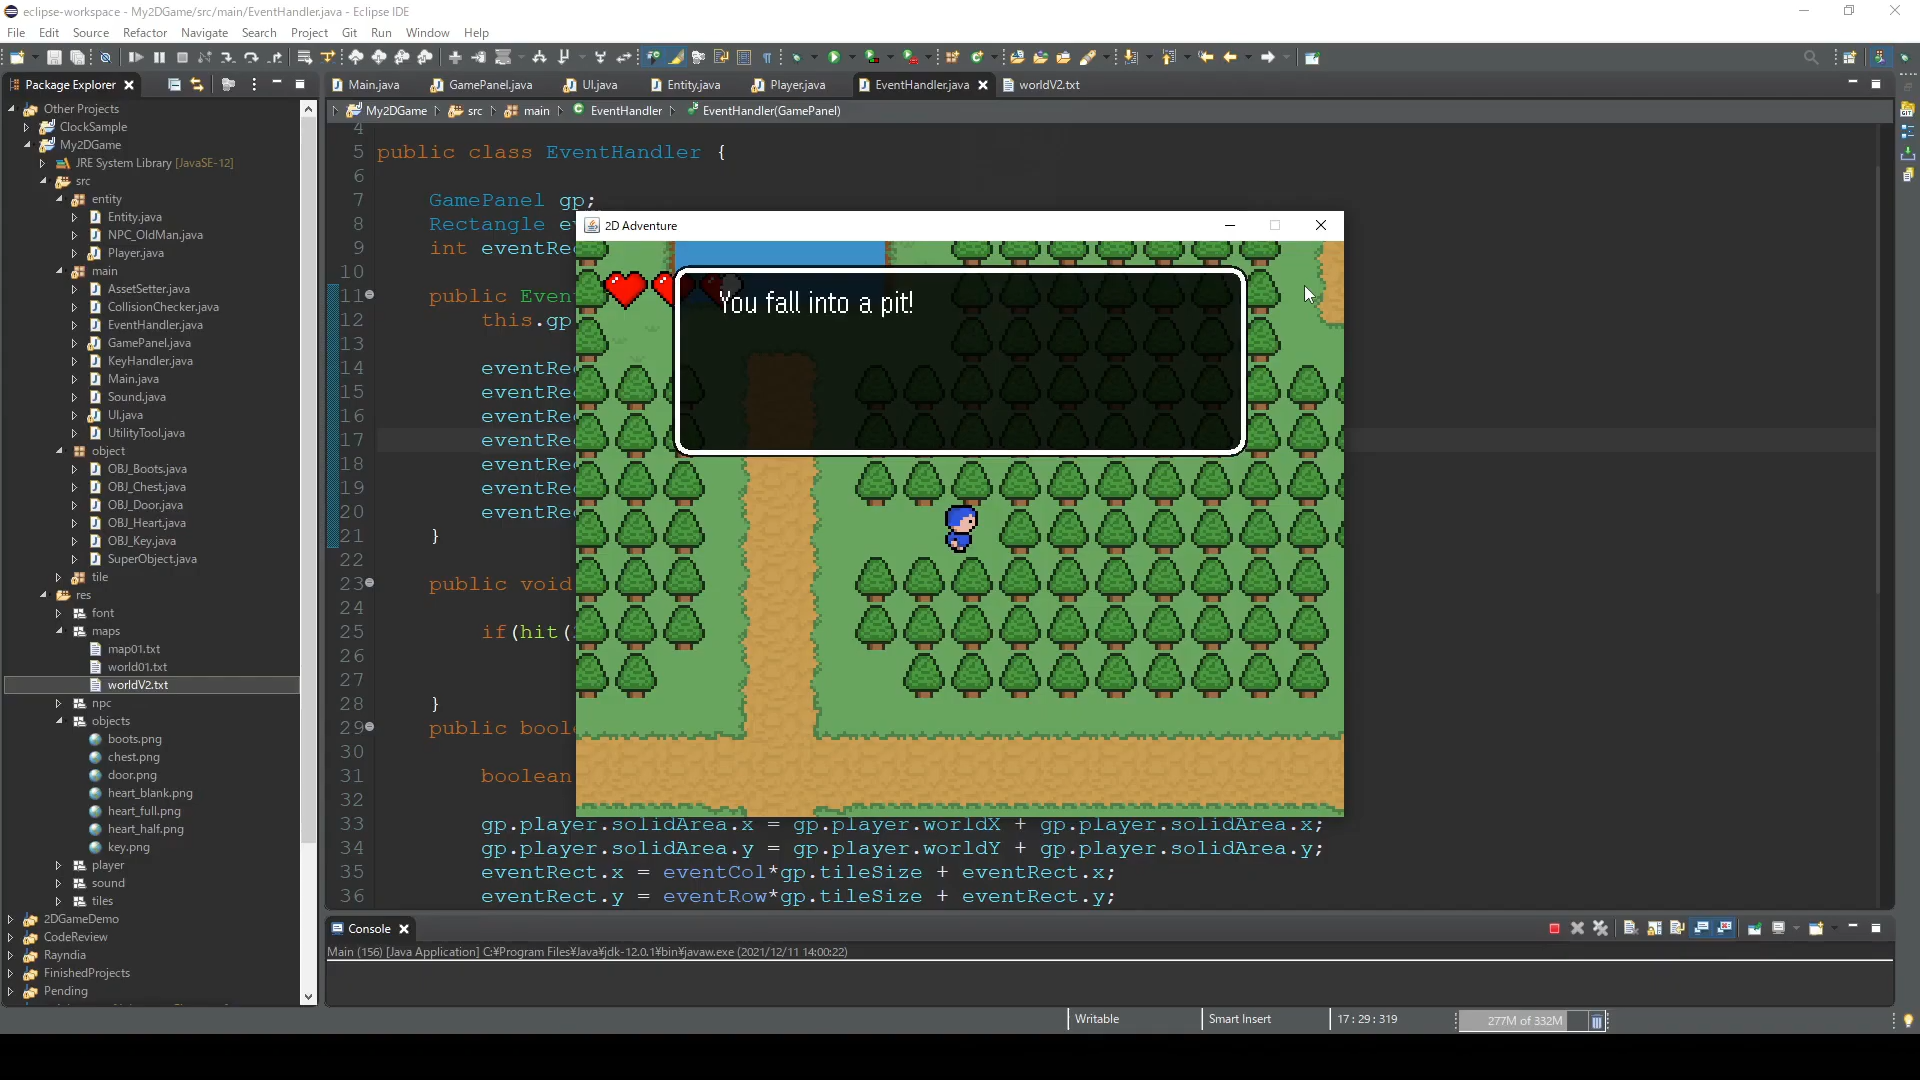 eclipse-workspace - My2DGame/src/main/EventHandler.java - Eclipse IDE
File Edit Source Refactor Navigate Search Project Git Run Window Help
Package Explorer
Other Projects
ClockSample
My2DGame
JRE System Library [JavaSE-12]
src
entity
Entity.java
NPC_OldMan.java
Player.java
main
AssetSetter.java
CollisionChecker.java
EventHandler.java
GamePanel.java
KeyHandler.java
Main.java
Sound.java
UI.java
UtilityTool.java
object
OBJ_Boots.java
OBJ_Chest.java
OBJ_Door.java
OBJ_Heart.java
OBJ_Key.java
SuperObject.java
tile
res
font
maps
map01.txt
world01.txt
worldV2.txt
npc
objects
boots.png
chest.png
door.png
heart_blank.png
heart_full.png
heart_half.png
key.png
player
sound
tiles
2DGameDemo
CodeReview
Rayndia
FinishedProjects
Pending
Main.java GamePanel.java UI.java Entity.java Player.java EventHandler.java worldV2.txt
My2DGame src main EventHandler EventHandler(GamePanel)
4
5 public class EventHandler {
6
7 GamePanel gp;
8 Rectangle
9 int eventRec
10
11 public Even
12 this.gp
13
14 eventRe
15 eventRe
16 eventRe
17 eventRe
18 eventRe
19 eventRe
20 eventRe
21 }
22
23 public void
24
25 if(hit(
26
27
28 }
29 public bool
30
31 boolean
32
33 gp.player.solidArea.x = gp.player.worldX + gp.player.solidArea.x;
34 gp.player.solidArea.y = gp.player.worldY + gp.player.solidArea.y;
35 eventRect.x = eventCol*gp.tileSize + eventRect.x;
36 eventRect.y = eventRow*gp.tileSize + eventRect.y;
2D Adventure
You fall into a pit!
Console
Main (156) [Java Application] C:¥Program Files¥Java¥jdk-12.0.1¥bin¥javaw.exe (2021/12/11 14:00:22)
Writable Smart Insert 17 : 29 : 319 277M of 332M